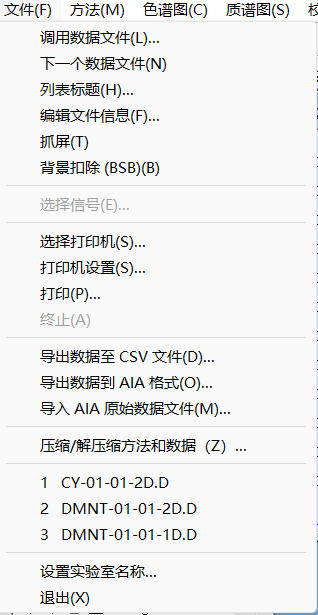 文件(F) 方法(M) 色谱图(C) 质谱图(S)
调用数据文件(L)...
下一个数据文件(N)
列表标题(H)...
编辑文件信息(F)...
抓屏(T)
背景扣除 (BSB)(B)
选择信号(E)...
选择打印机(S)...
打印机设置(S)...
打印(P)...
终止(A)
导出数据至 CSV 文件(D)...
导出数据到 AIA 格式(O)...
导入 AIA 原始数据文件(M)...
压缩/解压缩方法和数据（Z）...
1 CY-01-01-2D.D
2 DMNT-01-01-2D.D
3 DMNT-01-01-1D.D
设置实验室名称...
退出(X)